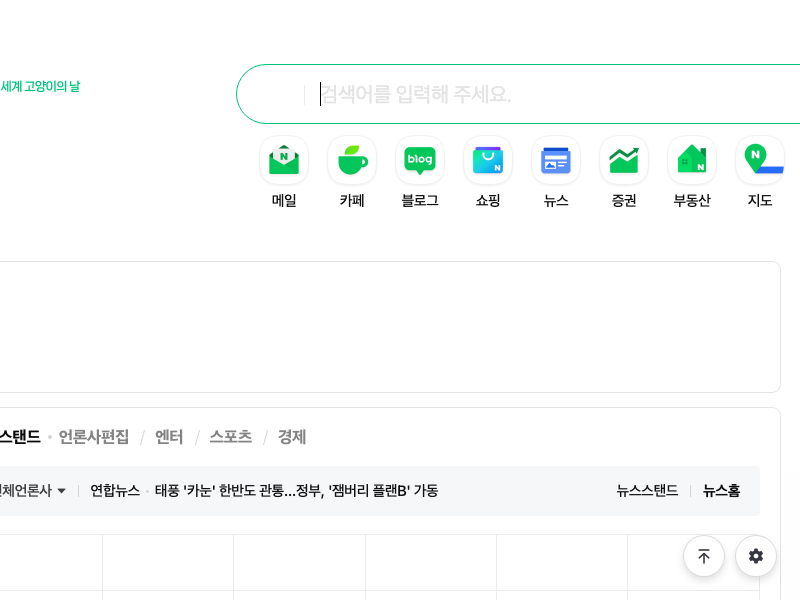 세계 고양이의 날
검색어를 입력해 주세요.
N
blog
N
N
N
메일 카페 블로그 쇼핑 뉴스 증권 부동산 지도
스탠드 · 언론사편집 / 엔터 / 스포츠 / 경제
체언론사 연합뉴스 · 태풍 '카눈' 한반도 관통…정부, '잼버리 플랜B' 가동 뉴스스탠드 뉴스홈